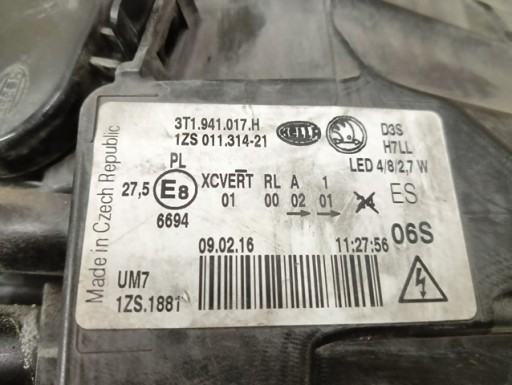 3T1.941.017.H
1ZS 011.314-21
HELLA
D3S
H7LL
LED 4/8/2,7 W
Made in Czech Republic
PL
27,5 E8
6694
XCVERT RL A 1
01 00 02 01 24 ES
09.02.16 11:27:56 06S
UM7
1ZS.1881